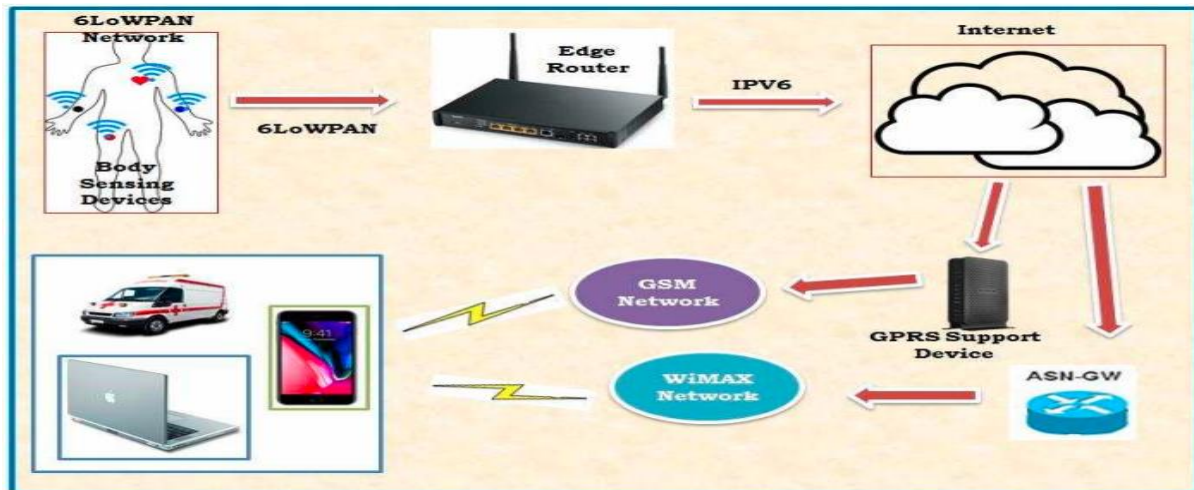 6LoWPAN
Network
Body
Sensing
Devices
6LoWPAN
Edge
Router
IPV6
Internet
GPRS Support
Device
ASN-GW
GSM
Network
WiMAX
Network
9:41